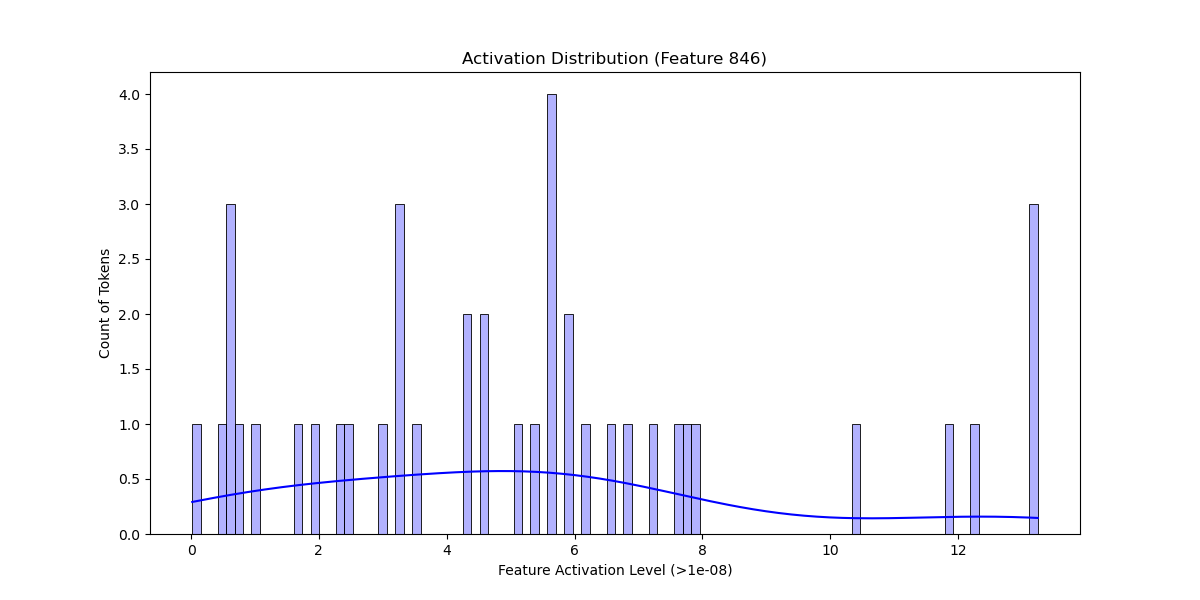 Activation Distribution (Feature 846)
4.0
3.5
3.0
2.5
2.0
1.5
1.0
0.5
0.0
Count of Tokens
0 2 4 6 8 10 12
Feature Activation Level (>1e-08)